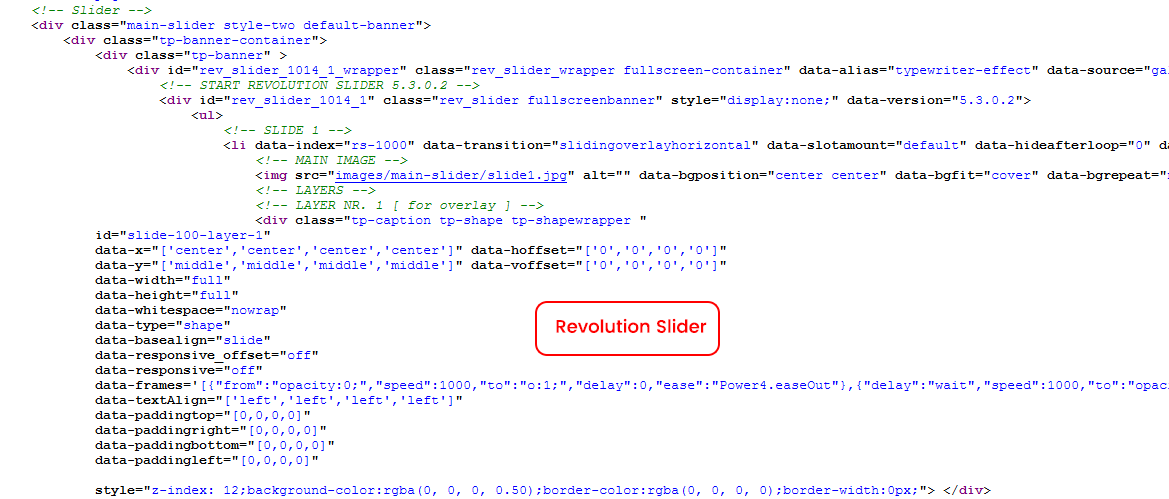 <!-- Slider -->
<div class="main-slider style-two default-banner">
<div class="tp-banner-container">
<div class="tp-banner" >
<div id="rev_slider_1014_1_wrapper" class="rev_slider_wrapper fullscreen-container" data-alias="typewriter-effect" data-source="ga
<!-- START REVOLUTION SLIDER 5.3.0.2 -->
<div id="rev_slider_1014_1" class="rev_slider fullscreenbanner" style="display:none;" data-version="5.3.0.2">
<ul>
<!-- SLIDE 1 -->
<li data-index="rs-1000" data-transition="slidingoverlayhorizontal" data-slotamount="default" data-hideafterloop="0" da
<!-- MAIN IMAGE -->
<img src="images/main-slider/slide1.jpg" alt="" data-bgposition="center center" data-bgfit="cover" data-bgrepeat="
<!-- LAYERS -->
<!-- LAYER NR. 1 [ for overlay ] -->
<div class="tp-caption tp-shape tp-shapewrapper "
id="slide-100-layer-1"
data-x="['center','center','center','center']" data-hoffset="['0','0','0','0']"
data-y="['middle','middle','middle','middle']" data-voffset="['0','0','0','0']"
data-width="full"
data-height="full"
data-whitespace="nowrap"
data-type="shape"
data-basealign="slide"
data-responsive_offset="off"
data-responsive="off"
data-frames='[{"from":"opacity:0;","speed":1000,"to":"o:1;","delay":0,"ease":"Power4.easeOut"},{"delay":"wait","speed":1000,"to":"opac
data-textAlign="['left','left','left','left']"
data-paddingtop="[0,0,0,0]"
data-paddingright="[0,0,0,0]"
data-paddingbottom="[0,0,0,0]"
data-paddingleft="[0,0,0,0]"
style="z-index: 12;background-color:rgba(0, 0, 0, 0.50);border-color:rgba(0, 0, 0, 0);border-width:0px;"> </div>
Revolution Slider